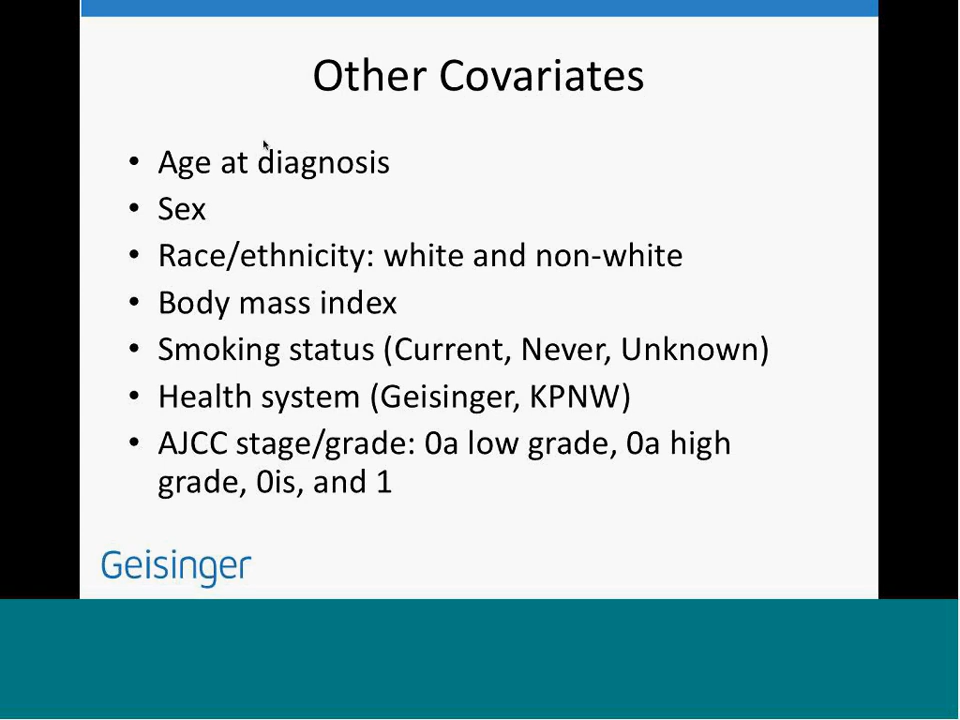 Other Covariates
• Age at diagnosis
• Sex
• Race/ethnicity: white and non-white
• Body mass index
• Smoking status (Current, Never, Unknown)
• Health system (Geisinger, KPNW)
• AJCC stage/grade: 0a low grade, 0a high
grade, 0is, and 1
Geisinger